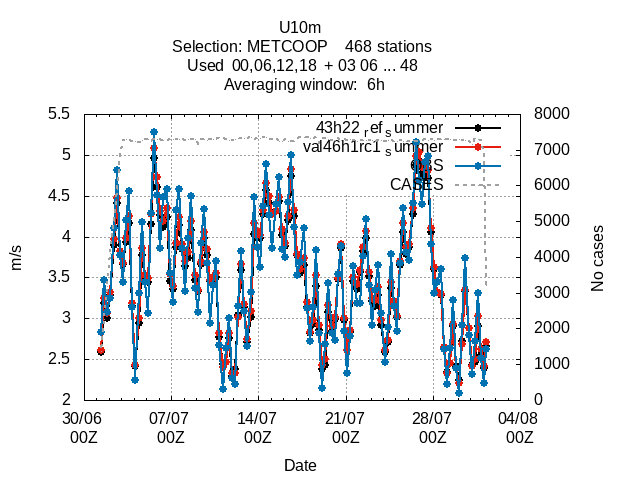 U10m
Selection: METCOOP    468 stations
Used  00,06,12,18  + 03 06 ... 48
Averaging window:  6h
5.5
5
4.5
4
3.5
3
2.5
2
m/s
8000
7000
6000
5000
4000
3000
2000
1000
0
No cases
43h22 ref summer
val46h1rc1 summer
S
CASES
30/06 07/07 14/07 21/07 28/07 04/08
00Z 00Z 00Z 00Z 00Z 00Z
Date